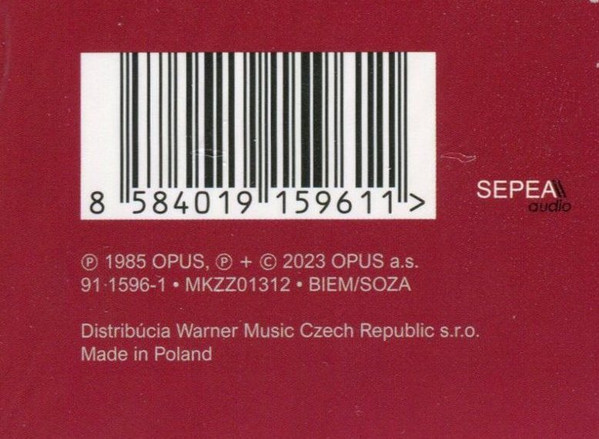 8 584019 159611 >
SEPEA
audio
℗ 1985 OPUS, ℗ + © 2023 OPUS a.s.
91 1596-1 • MKZZ01312 • BIEM/SOZA
Distribúcia Warner Music Czech Republic s.r.o.
Made in Poland